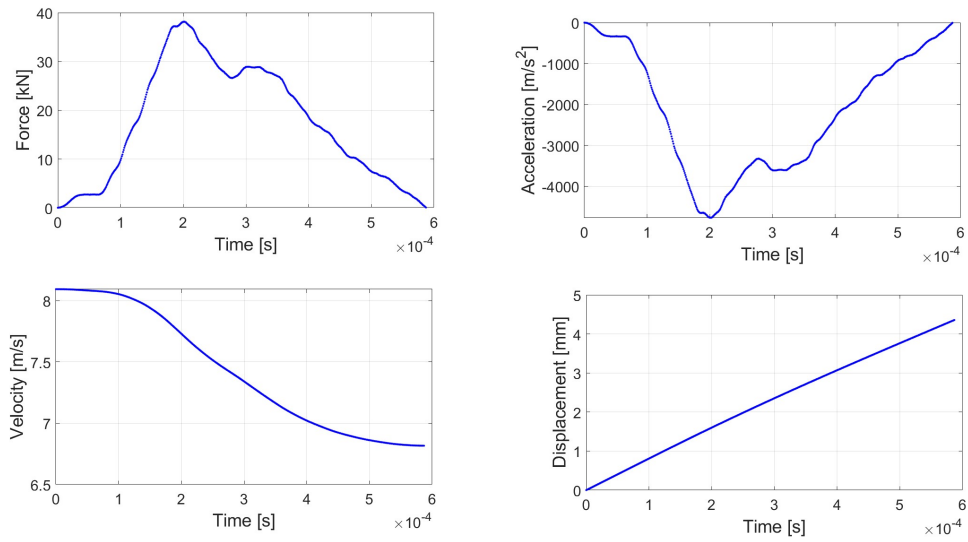 Force [kN]
40
30
20
10
0
0 1 2 3 4 5 6
Time [s]
×10-4
Acceleration [m/s2]
0
-1000
-2000
-3000
-4000
0 1 2 3 4 5 6
Time [s]
×10-4
Velocity [m/s]
8
7.5
7
6.5
0 1 2 3 4 5 6
Time [s]
×10-4
Displacement [mm]
5
4
3
2
1
0
0 1 2 3 4 5 6
Time [s]
×10-4